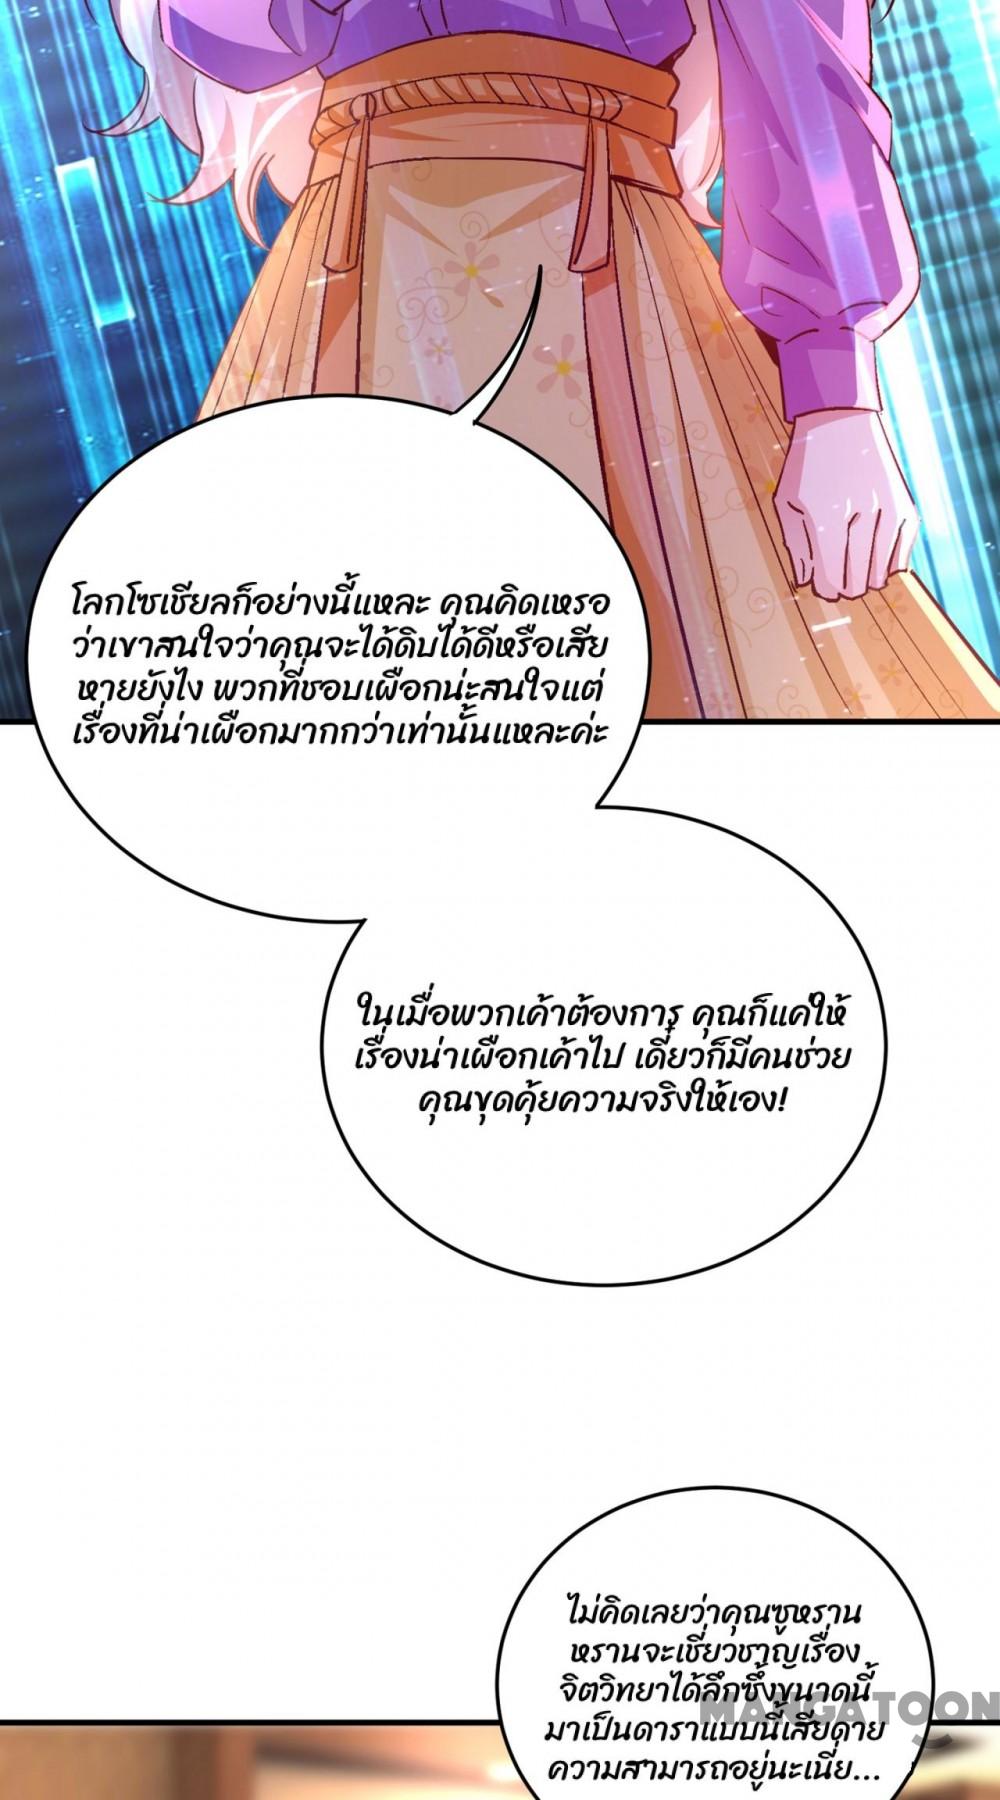 โลกโซเชียลก็อย่างนี้แหละ คุณคิดเหรอ
ว่าเขาสนใจว่าคุณจะได้ดิบได้ดีหรือเสีย
หายยังไง พวกที่ชอบเผือกน่ะสนใจแต่
เรื่องที่น่าเผือกมากกว่าเท่านั้นแหละค่ะ
ในเมื่อพวกเค้าต้องการ คุณก็แค่ให้
เรื่องน่าเผือกเค้าไป เดี๋ยวก็มีคนช่วย
คุณขุดคุ้ยความจริงให้เอง!
ไม่คิดเลยว่าคุณซูหราน
หรานจะเชี่ยวชาญเรื่อง
จิตวิทยาได้ลึกซึ้งขนาดนี้
มาเป็นดาราแบบนี้เสียดาย
ความสามารถอยู่นะเนี่ย...
MANGATOON